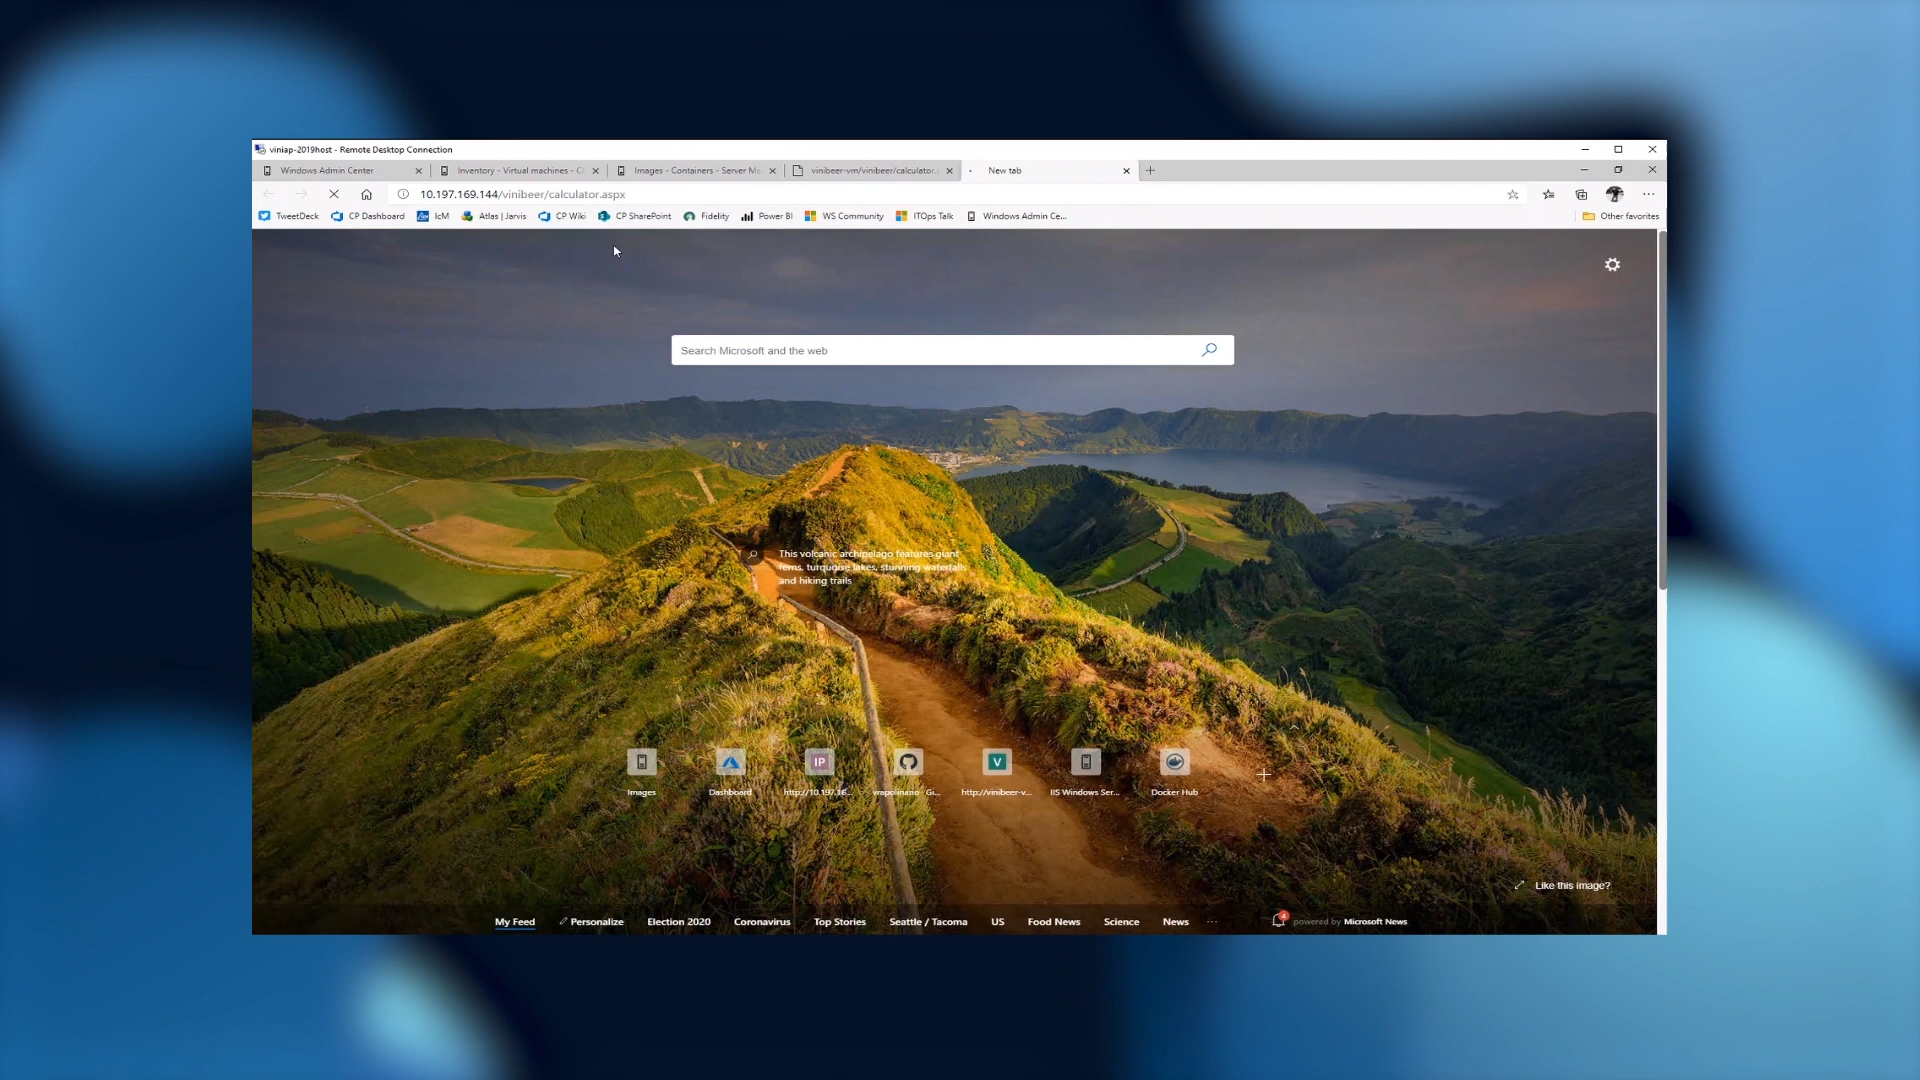 viniap-2019host - Remote Desktop Connection
Windows Admin Center
Inventory - Virtual machines - Cl
Images - Containers - Server Ma
vinibeer-vm/vinibeer/calculator.
New tab
10.197.169.144/vinibeer/calculator.aspx
TweetDeck
CP Dashboard
IcM
Atlas | Jarvis
CP Wiki
CP SharePoint
Fidelity
Power BI
WS Community
ITOps Talk
Windows Admin Ce...
Other favorites
Search Microsoft and the web
This volcanic archipelago features giant
ferns, turquoise lakes, stunning waterfalls
and hiking trails
IP
V
Images
Dashboard
http://10.197.16...
vrapolinario - Gi...
http://vinibeer-v...
IIS Windows Ser...
Docker Hub
Like this image?
My Feed
Personalize
Election 2020
Coronavirus
Top Stories
Seattle / Tacoma
US
Food News
Science
News
...
4
powered by Microsoft News